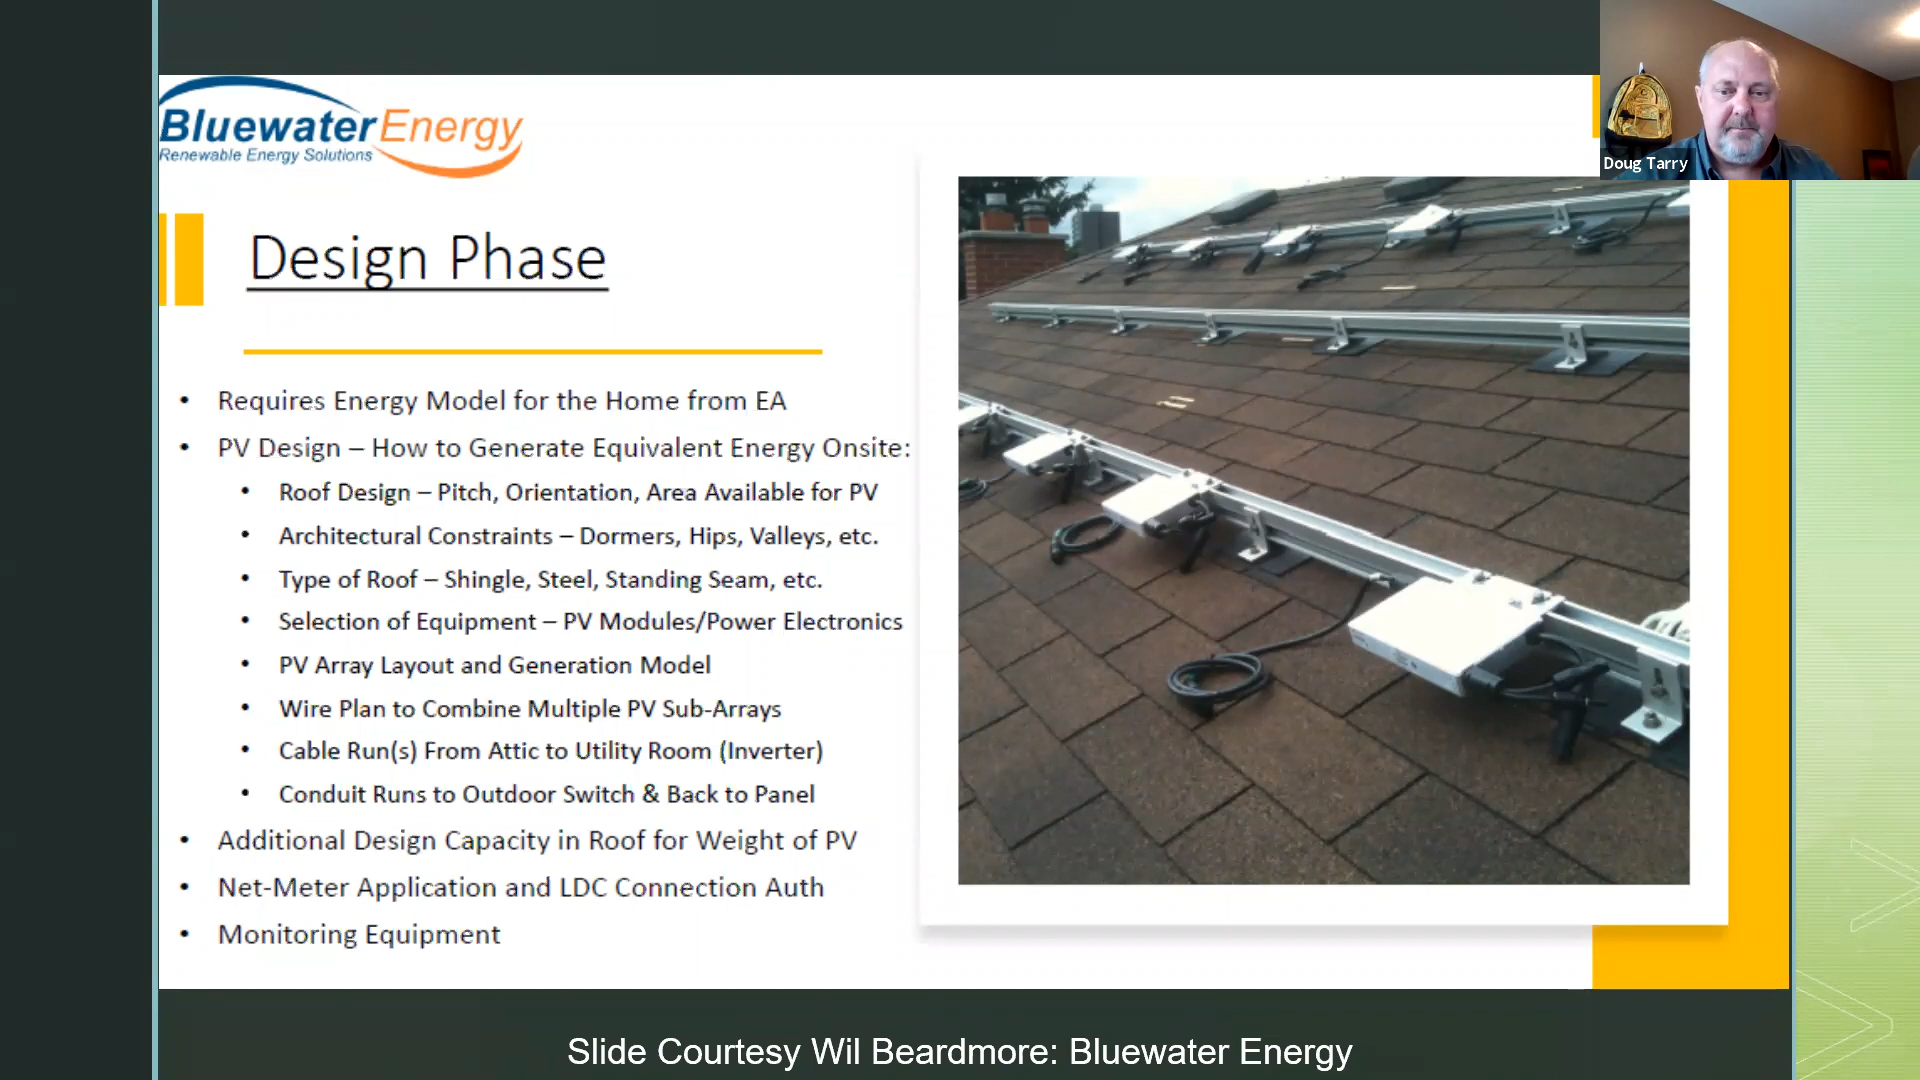 Bluewater Energy
Renewable Energy Solutions
Doug Tarry
Design Phase
• Requires Energy Model for the Home from EA
• PV Design – How to Generate Equivalent Energy Onsite:
• Roof Design – Pitch, Orientation, Area Available for PV
• Architectural Constraints – Dormers, Hips, Valleys, etc.
• Type of Roof – Shingle, Steel, Standing Seam, etc.
• Selection of Equipment – PV Modules/Power Electronics
• PV Array Layout and Generation Model
• Wire Plan to Combine Multiple PV Sub-Arrays
• Cable Run(s) From Attic to Utility Room (Inverter)
• Conduit Runs to Outdoor Switch & Back to Panel
• Additional Design Capacity in Roof for Weight of PV
• Net-Meter Application and LDC Connection Auth
• Monitoring Equipment
Slide Courtesy Wil Beardmore: Bluewater Energy